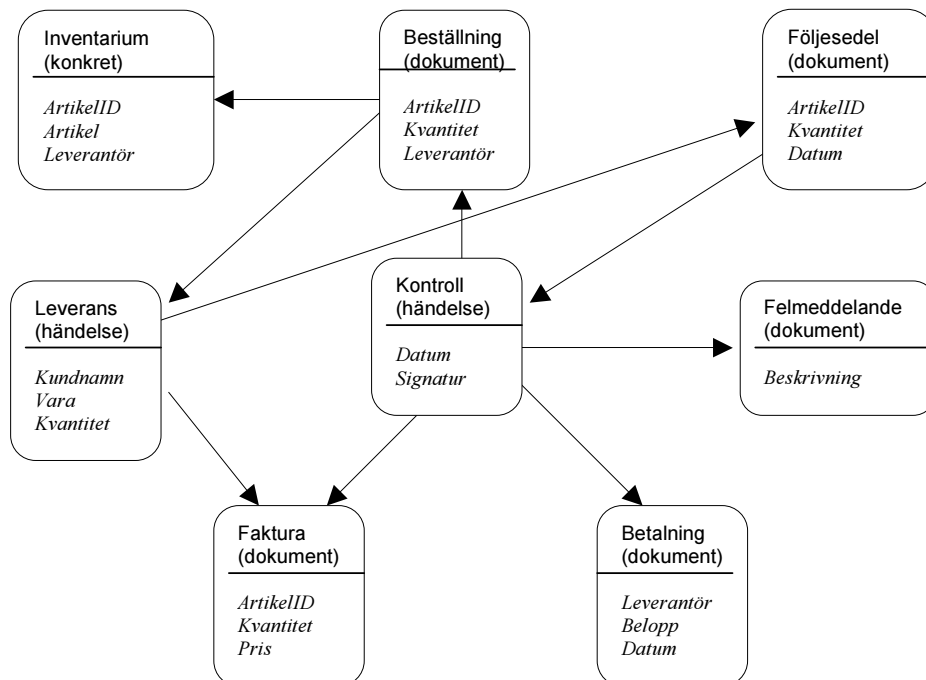 Inventarium
(konkret)
ArtikelID
Artikel
Leverantör
Beställning
(dokument)
ArtikelID
Kvantitet
Leverantör
Följesedel
(dokument)
ArtikelID
Kvantitet
Datum
Leverans
(händelse)
Kundnamn
Vara
Kvantitet
Kontroll
(händelse)
Datum
Signatur
Felmeddelande
(dokument)
Beskrivning
Faktura
(dokument)
ArtikelID
Kvantitet
Pris
Betalning
(dokument)
Leverantör
Belopp
Datum